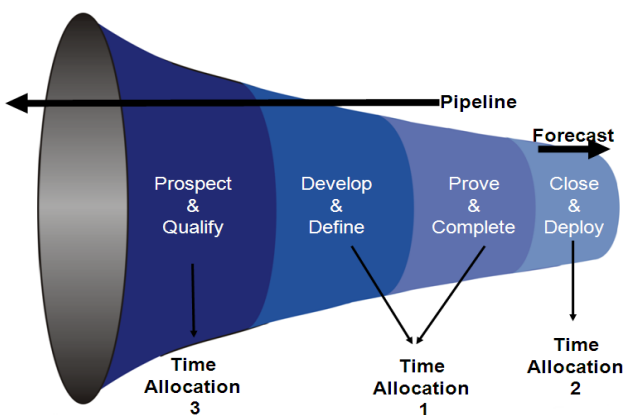 Pipeline
Forecast
Prospect
&
Qualify
Develop
&
Define
Prove
&
Complete
Close
&
Deploy
Time
Allocation
3
Time
Allocation
1
Time
Allocation
2